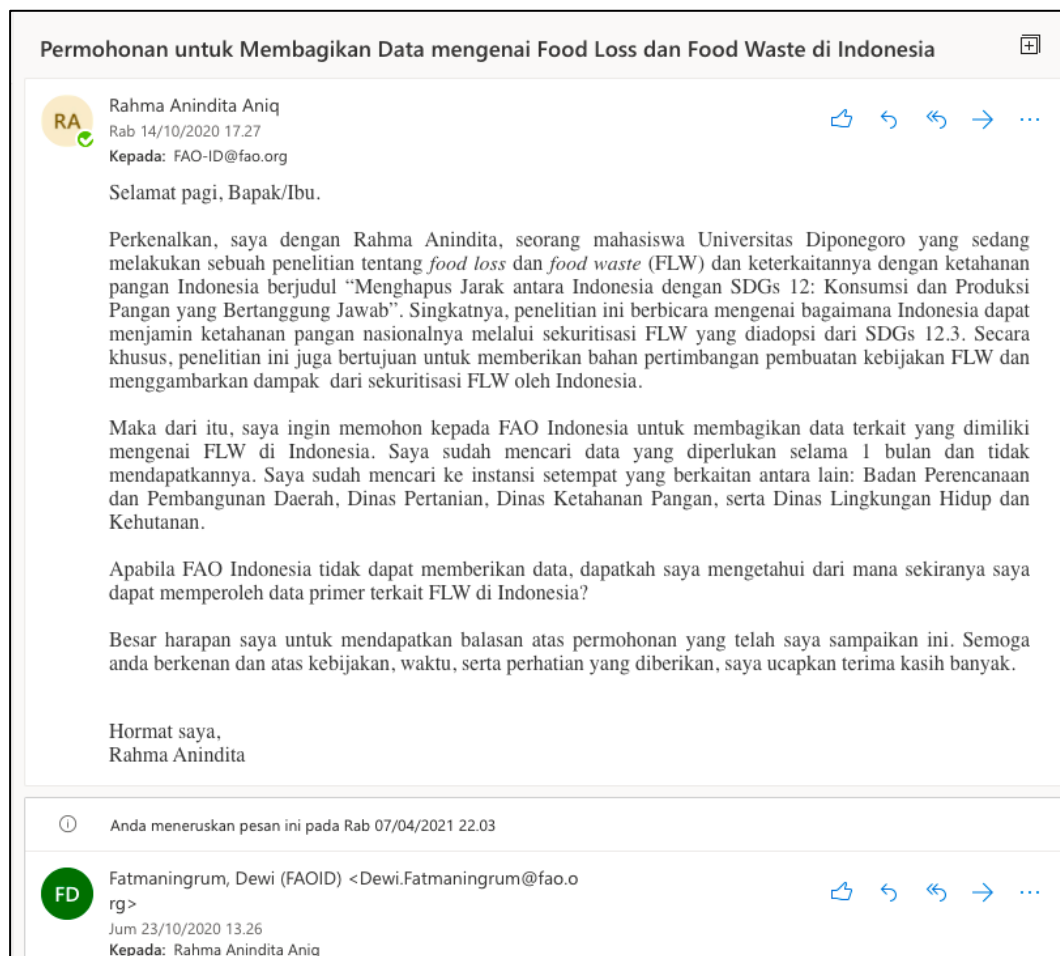 Permohonan untuk Membagikan Data mengenai Food Loss dan Food Waste di Indonesia
RA
Rahma Anindita Aniq
Rab 14/10/2020 17.27
Kepada: FAO-ID@fao.org
Selamat pagi, Bapak/Ibu.
Perkenalkan, saya dengan Rahma Anindita, seorang mahasiswa Universitas Diponegoro yang sedang
melakukan sebuah penelitian tentang food loss dan food waste (FLW) dan keterkaitannya dengan ketahanan
pangan Indonesia berjudul “Menghapus Jarak antara Indonesia dengan SDGs 12: Konsumsi dan Produksi
Pangan yang Bertanggung Jawab”. Singkatnya, penelitian ini berbicara mengenai bagaimana Indonesia dapat
menjamin ketahanan pangan nasionalnya melalui sekuritisasi FLW yang diadopsi dari SDGs 12.3. Secara
khusus, penelitian ini juga bertujuan untuk memberikan bahan pertimbangan pembuatan kebijakan FLW dan
menggambarkan dampak dari sekuritisasi FLW oleh Indonesia.
Maka dari itu, saya ingin memohon kepada FAO Indonesia untuk membagikan data terkait yang dimiliki
mengenai FLW di Indonesia. Saya sudah mencari data yang diperlukan selama 1 bulan dan tidak
mendapatkannya. Saya sudah mencari ke instansi setempat yang berkaitan antara lain: Badan Perencanaan
dan Pembangunan Daerah, Dinas Pertanian, Dinas Ketahanan Pangan, serta Dinas Lingkungan Hidup dan
Kehutanan.
Apabila FAO Indonesia tidak dapat memberikan data, dapatkah saya mengetahui dari mana sekiranya saya
dapat memperoleh data primer terkait FLW di Indonesia?
Besar harapan saya untuk mendapatkan balasan atas permohonan yang telah saya sampaikan ini. Semoga
anda berkenan dan atas kebijakan, waktu, serta perhatian yang diberikan, saya ucapkan terima kasih banyak.
Hormat saya,
Rahma Anindita
Anda meneruskan pesan ini pada Rab 07/04/2021 22.03
FD
Fatmaningrum, Dewi (FAOID) <Dewi.Fatmaningrum@fao.o
rg>
Jum 23/10/2020 13.26
Kepada: Rahma Anindita Aniq